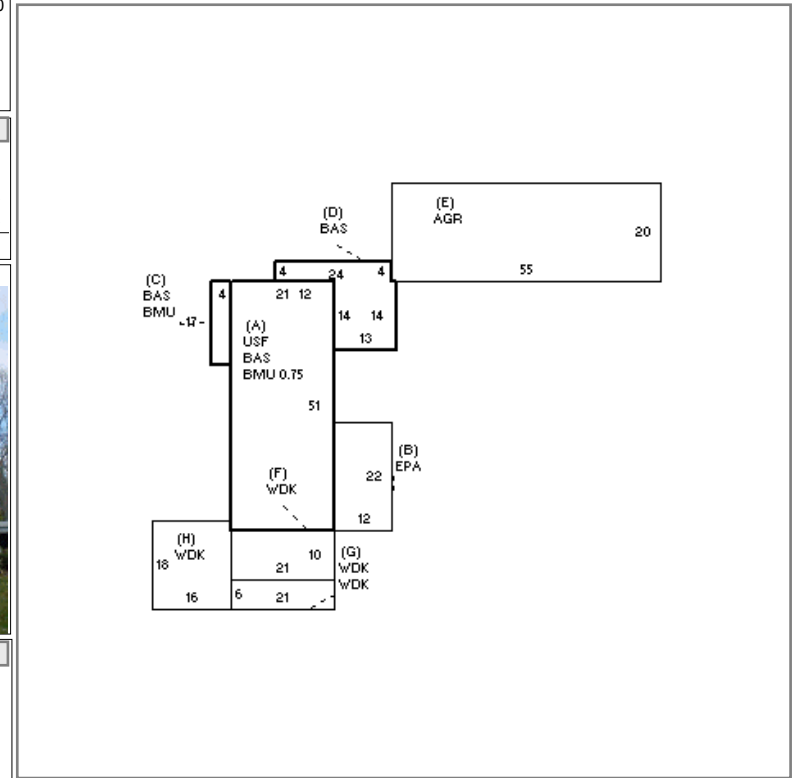 (E)
AGR
20
55
(D)
BAS
4
24
4
(C)
BAS
BMU
17
4
21 12
14
14
13
(A)
USF
BAS
BMU 0.75
51
(B)
EPA
22
12
(F)
WDK
(H)
WDK
18
16
10
21
(G)
WDK
WDK
6
21